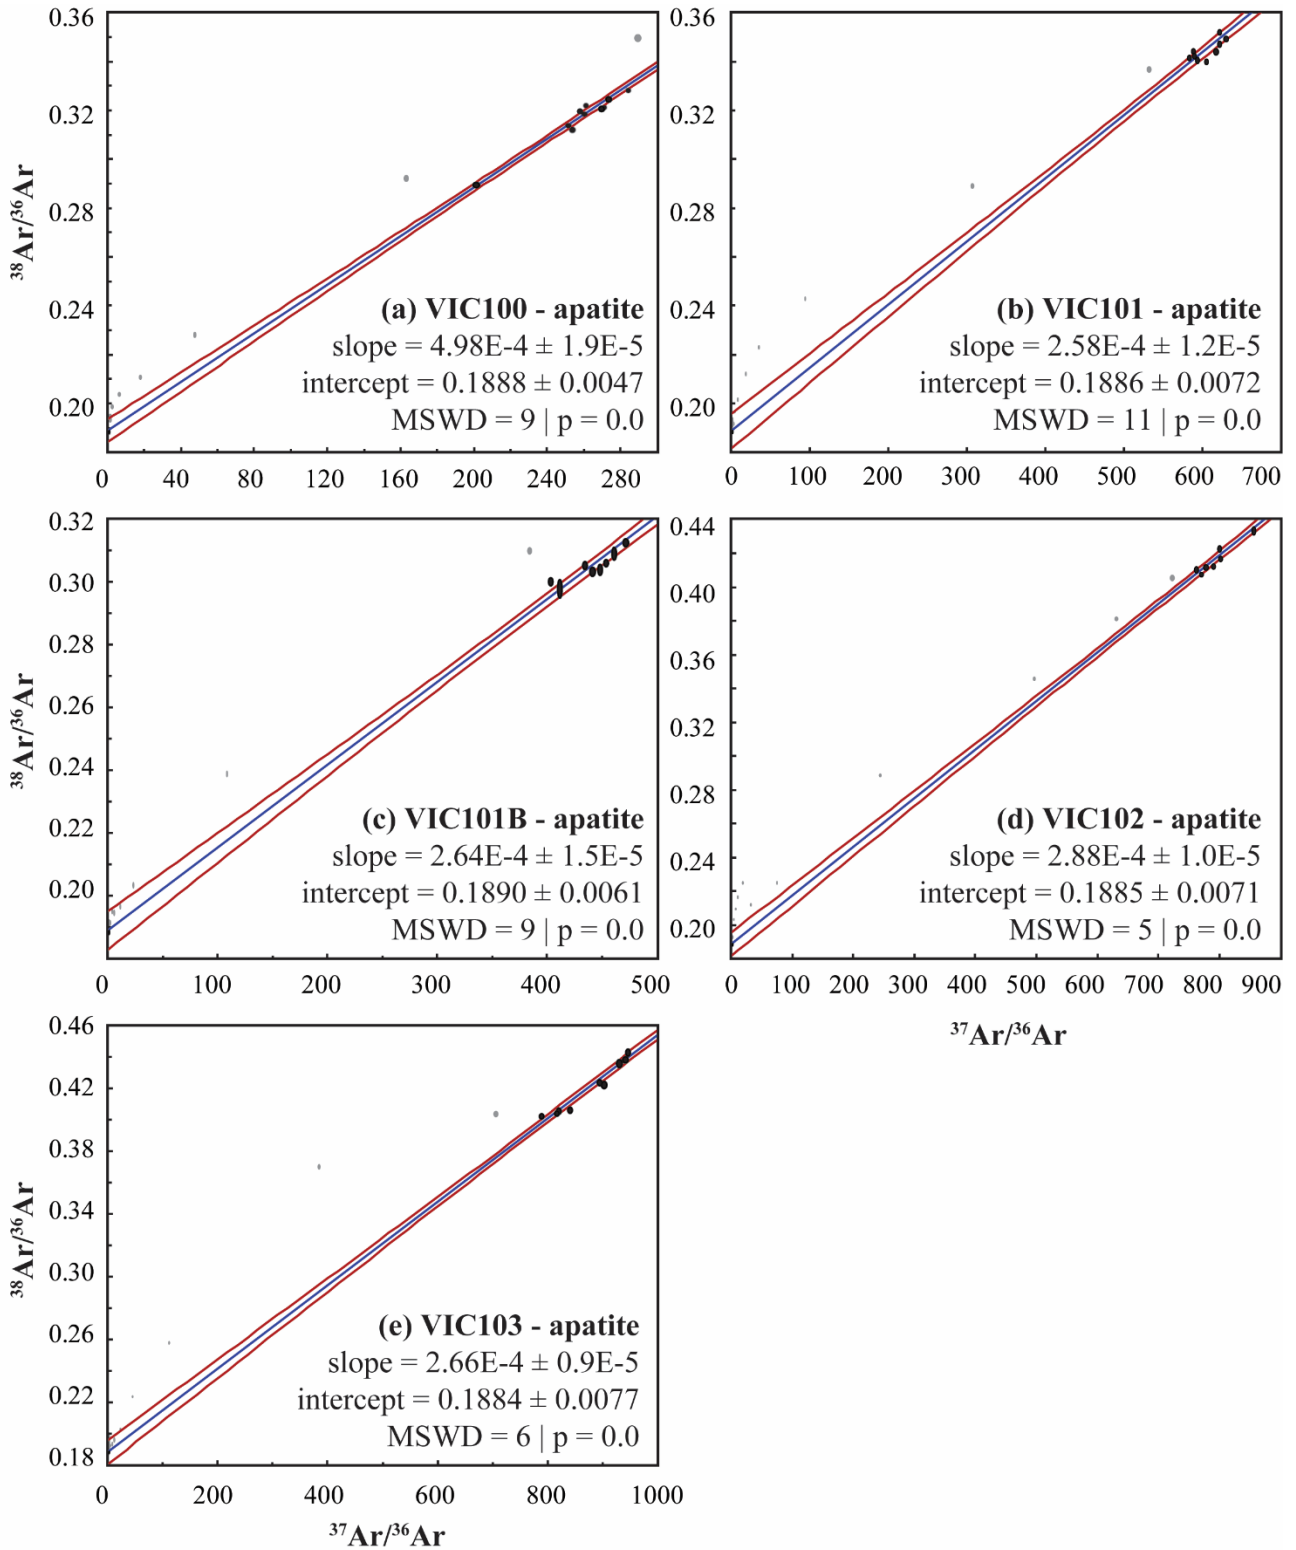 0.36
0.32
0.28
0.24
0.20
³⁸Ar/³⁶Ar
(a) VIC100 - apatite
slope = 4.98E-4 ± 1.9E-5
intercept = 0.1888 ± 0.0047
MSWD = 9 | p = 0.0
0 40 80 120 160 200 240 280
0.36
0.32
0.28
0.24
0.20
(b) VIC101 - apatite
slope = 2.58E-4 ± 1.2E-5
intercept = 0.1886 ± 0.0072
MSWD = 11 | p = 0.0
0 100 200 300 400 500 600 700
0.32
0.30
0.28
0.26
0.24
0.22
0.20
³⁸Ar/³⁶Ar
(c) VIC101B - apatite
slope = 2.64E-4 ± 1.5E-5
intercept = 0.1890 ± 0.0061
MSWD = 9 | p = 0.0
0 100 200 300 400 500
0.44
0.40
0.36
0.32
0.28
0.24
0.20
(d) VIC102 - apatite
slope = 2.88E-4 ± 1.0E-5
intercept = 0.1885 ± 0.0071
MSWD = 5 | p = 0.0
0 100 200 300 400 500 600 700 800 900
³⁷Ar/³⁶Ar
0.46
0.42
0.38
0.34
0.30
0.26
0.22
0.18
³⁸Ar/³⁶Ar
(e) VIC103 - apatite
slope = 2.66E-4 ± 0.9E-5
intercept = 0.1884 ± 0.0077
MSWD = 6 | p = 0.0
0 200 400 600 800 1000
³⁷Ar/³⁶Ar